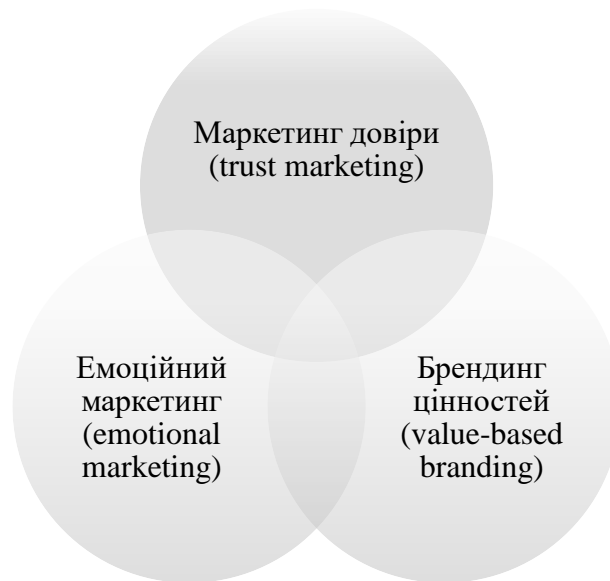 Маркетинг довіри
(trust marketing)
Емоційний
маркетинг
(emotional
marketing)
Брендинг
цінностей
(value-based
branding)